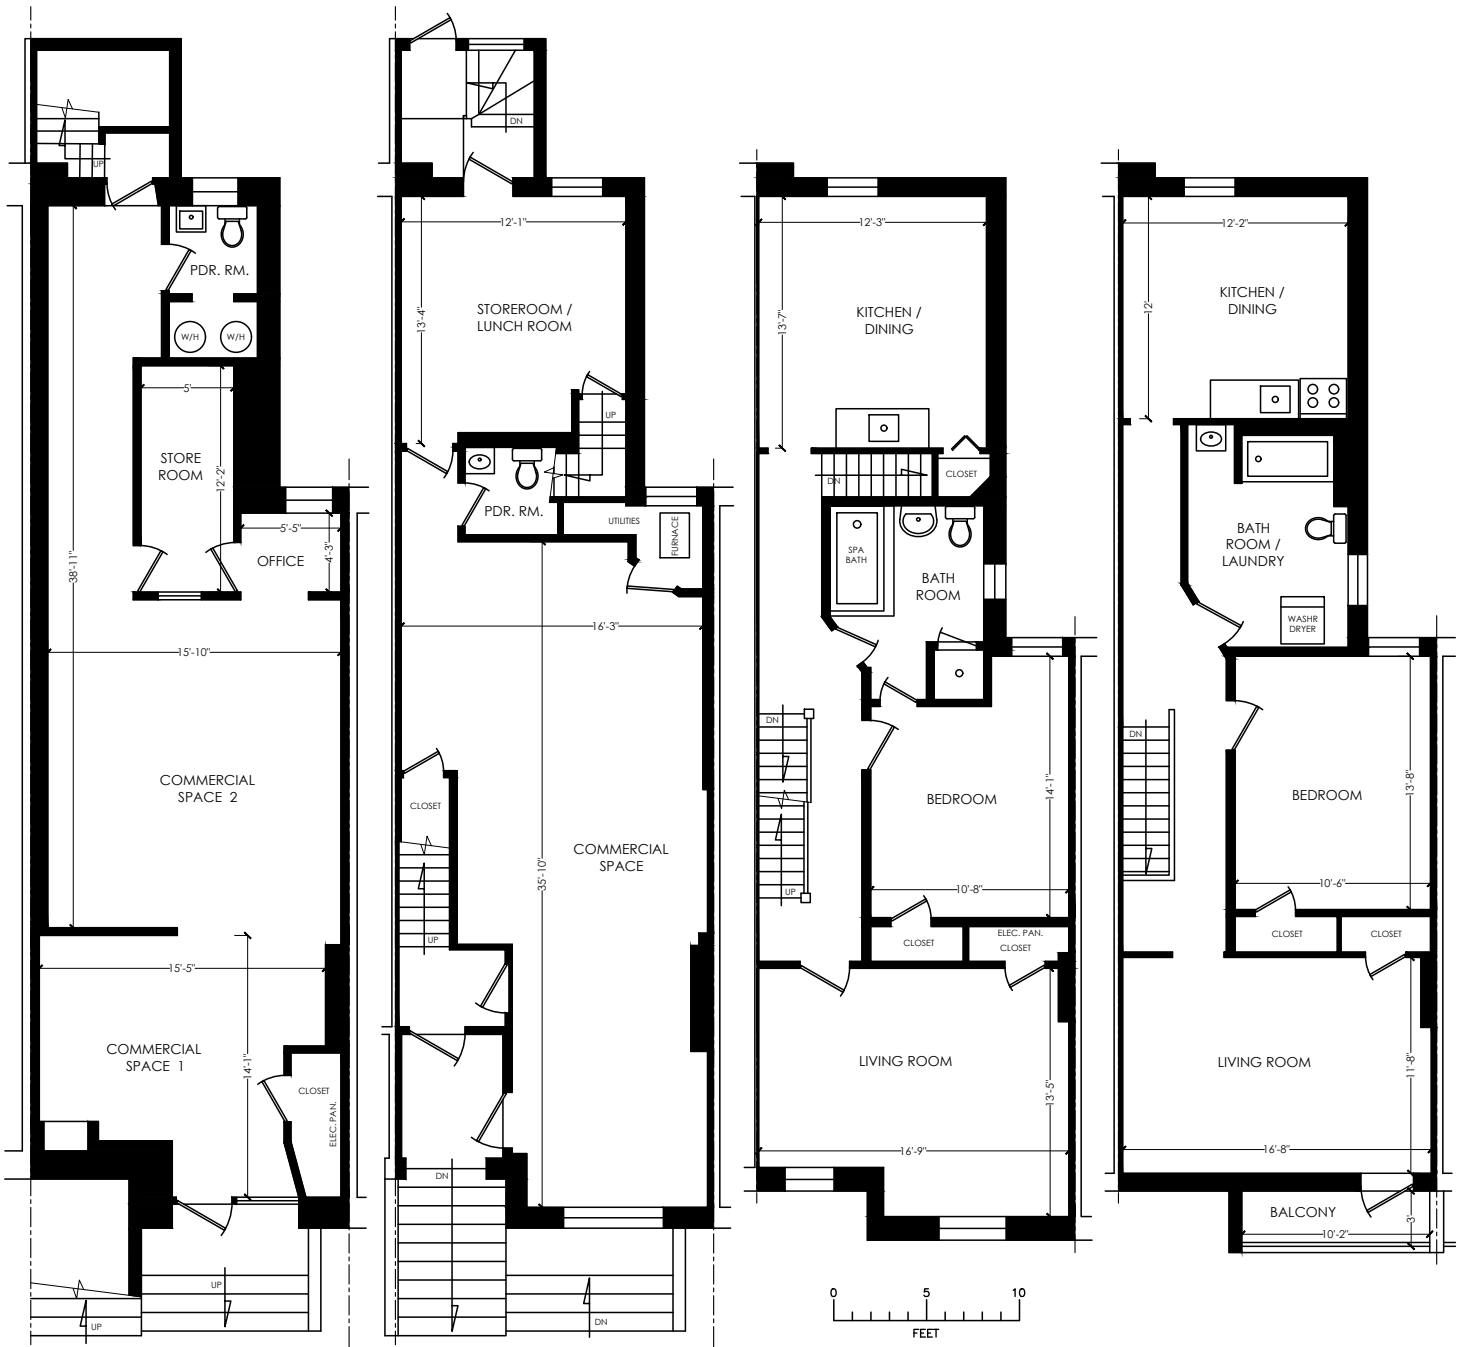 UP
PDR. RM.
W/H
W/H
5'
STORE
ROOM
12'-2"
5'-5"
4'-3"
OFFICE
38'-11"
15'-10"
COMMERCIAL
SPACE 2
15'-5"
COMMERCIAL
SPACE 1
14'-1"
CLOSET
ELEC. PAN.
UP
UP
DN
12'-1"
13'-4"
STOREROOM /
LUNCH ROOM
UP
PDR. RM.
UTILITIES
FURNACE
16'-3"
CLOSET
COMMERCIAL
SPACE
35'-10"
UP
DN
DN
12'-3"
13'-7"
KITCHEN /
DINING
DN
CLOSET
SPA
BATH
BATH
ROOM
DN
BEDROOM
14'-1"
10'-8"
UP
CLOSET
ELEC. PAN.
CLOSET
LIVING ROOM
13'-5"
16'-9"
12'-2"
12'
KITCHEN /
DINING
BATH
ROOM /
LAUNDRY
WASHR
DRYER
DN
BEDROOM
13'-8"
10'-6"
CLOSET
CLOSET
LIVING ROOM
11'-8"
16'-8"
BALCONY
3'
10'-2"
0 5 10
FEET